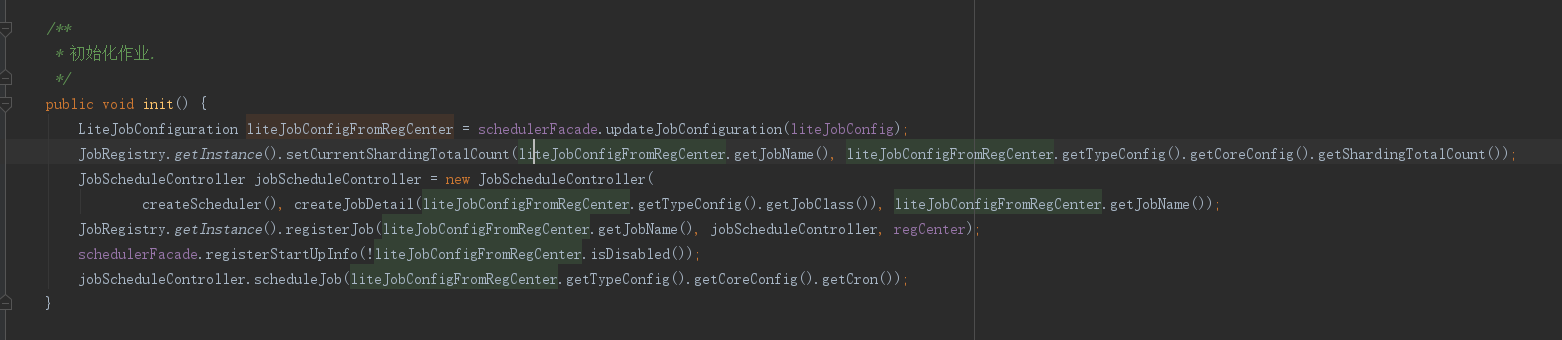 /**
* 初始化作业.
*/
public void init() {
LiteJobConfiguration liteJobConfigFromRegCenter = schedulerFacade.updateJobConfiguration(liteJobConfig);
JobRegistry.getInstance().setCurrentShardingTotalCount(liteJobConfigFromRegCenter.getJobName(), liteJobConfigFromRegCenter.getTypeConfig().getCoreConfig().getShardingTotalCount());
JobScheduleController jobScheduleController = new JobScheduleController(
createScheduler(), createJobDetail(liteJobConfigFromRegCenter.getTypeConfig().getJobClass()), liteJobConfigFromRegCenter.getJobName());
JobRegistry.getInstance().registerJob(liteJobConfigFromRegCenter.getJobName(), jobScheduleController, regCenter);
schedulerFacade.registerStartUpInfo(!liteJobConfigFromRegCenter.isDisabled());
jobScheduleController.scheduleJob(liteJobConfigFromRegCenter.getTypeConfig().getCoreConfig().getCron());
}